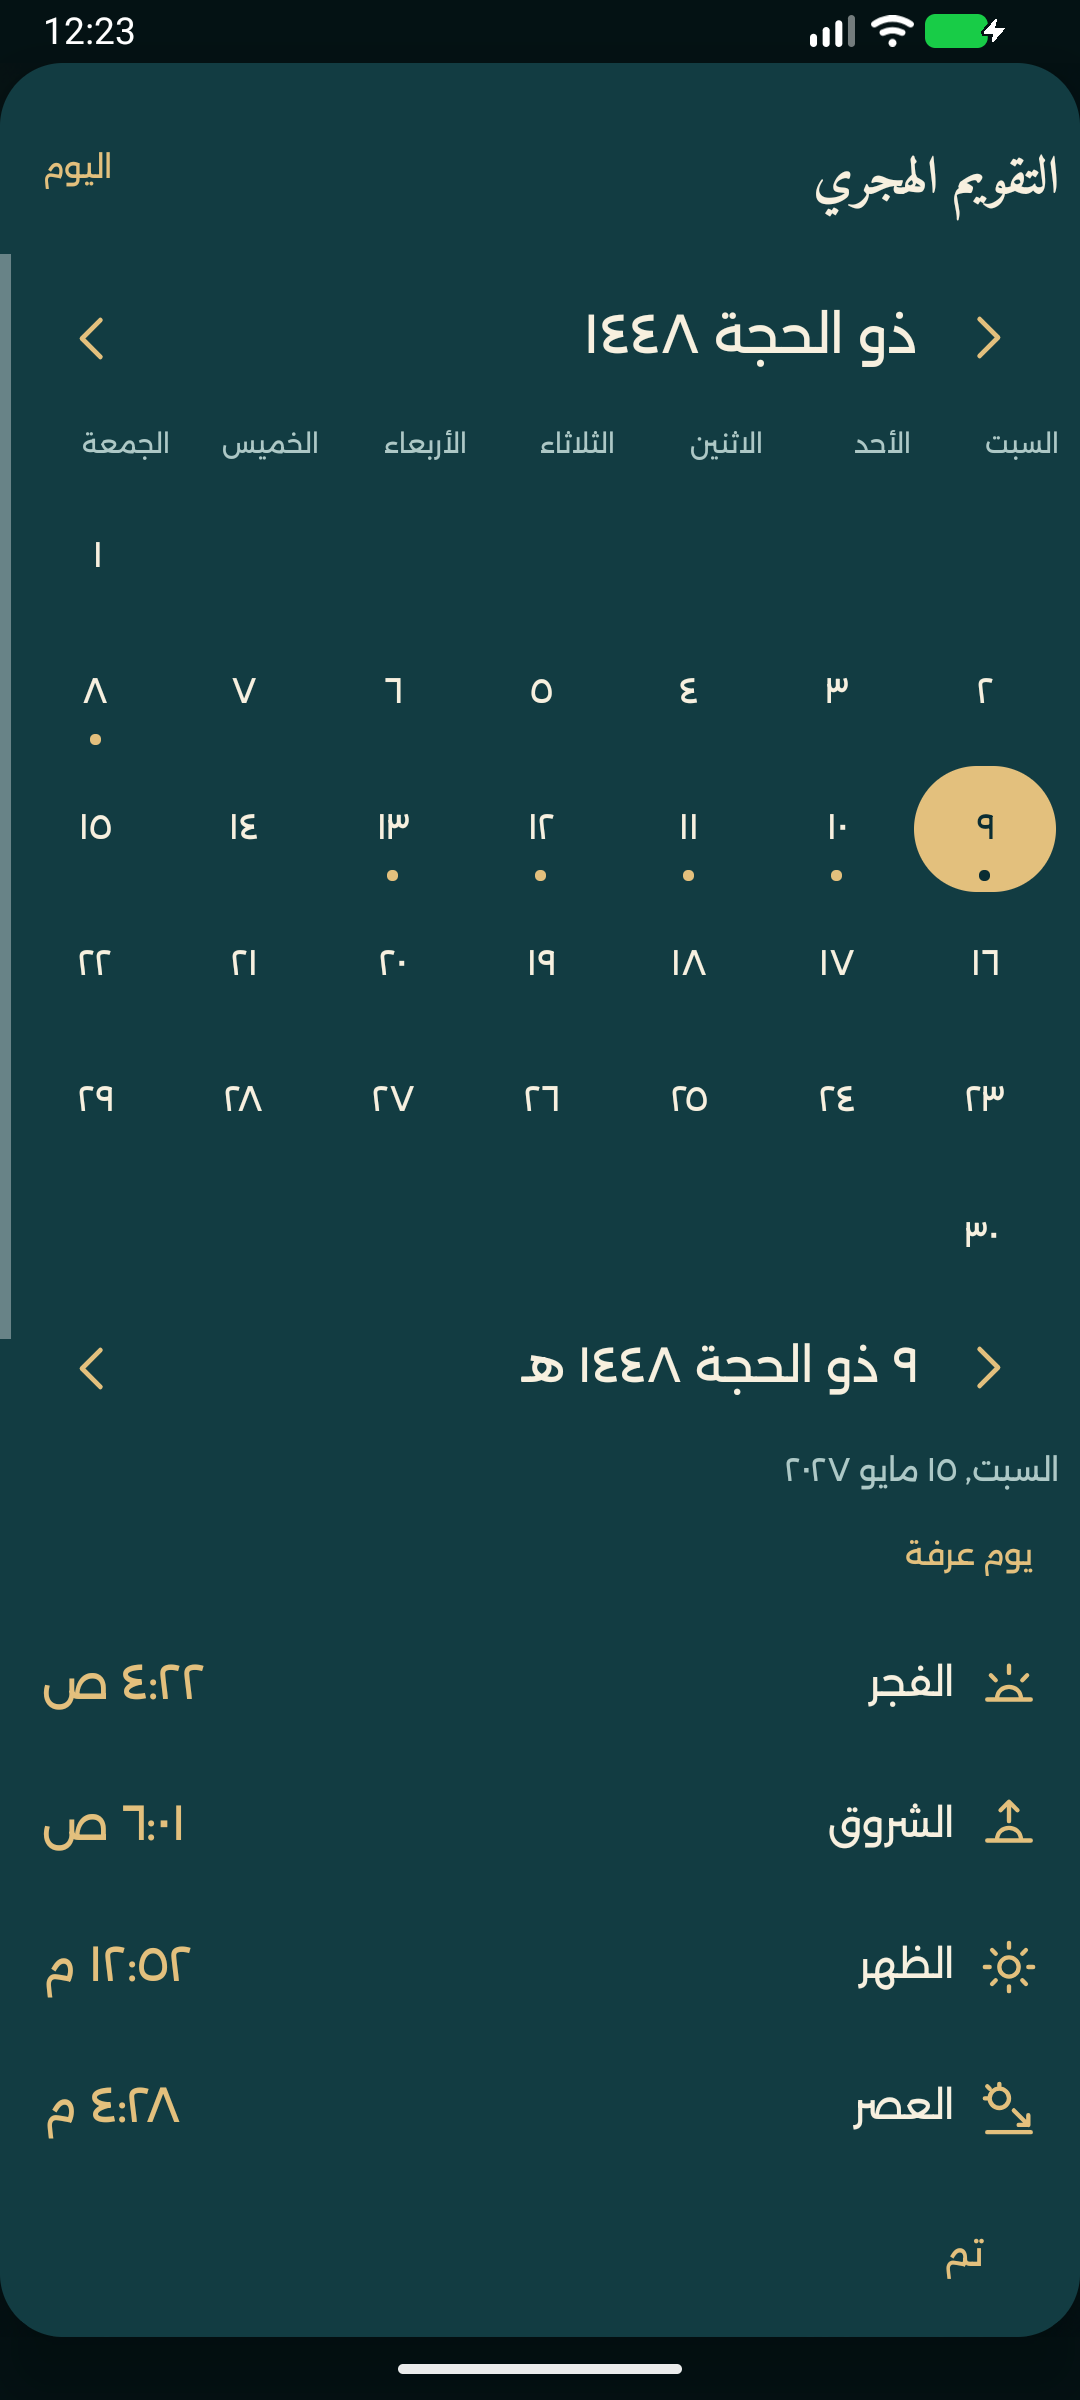 12:23
التقويم الهجري
اليوم
ذو الحجة ١٤٤٨
السبت الأحد الاثنين الثلاثاء الأربعاء الخميس الجمعة
١
٢ ٣ ٤ ٥ ٦ ٧ ٨
٩ ١٠ ١١ ١٢ ١٣ ١٤ ١٥
١٦ ١٧ ١٨ ١٩ ٢٠ ٢١ ٢٢
٢٣ ٢٤ ٢٥ ٢٦ ٢٧ ٢٨ ٢٩
٣٠
٩ ذو الحجة ١٤٤٨ هـ
السبت, ١٥ مايو ٢٠٢٧
يوم عرفة
الفجر ٤:٢٢ ص
الشروق ٦:٠١ ص
الظهر ١٢:٥٢ م
العصر ٤:٢٨ م
تم